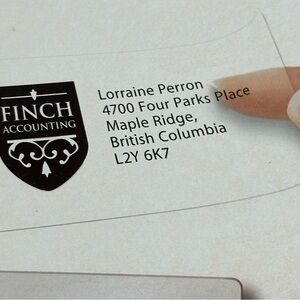 FINCH
ACCOUNTING
Lorraine Perron
4700 Four Parks Place
Maple Ridge,
British Columbia
L2Y 6K7